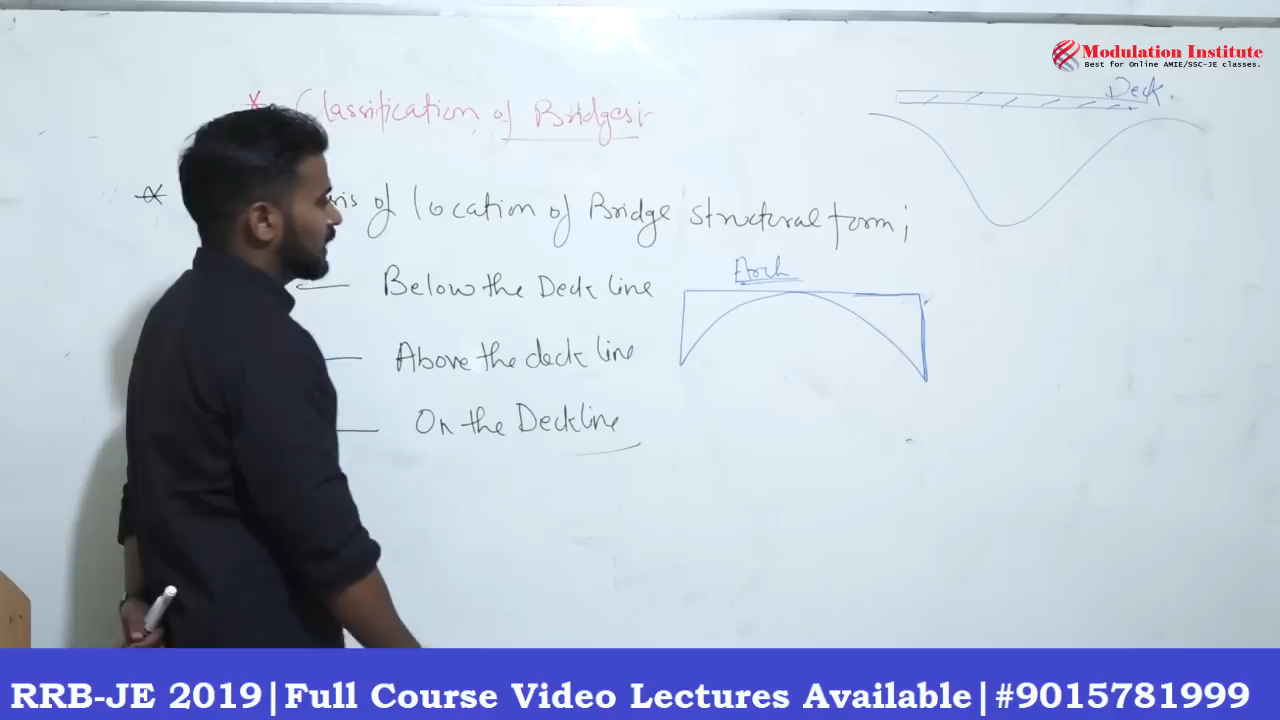 Modulation Institute
Best for Online AMIE/SSC-JE classes.
Deck.
* Classification of Bridges:-
* of location of Bridge structural form;
Arch
— Below the Deck line
— Above the deck line
— On the Deckline
RRB-JE 2019|Full Course Video Lectures Available|#9015781999